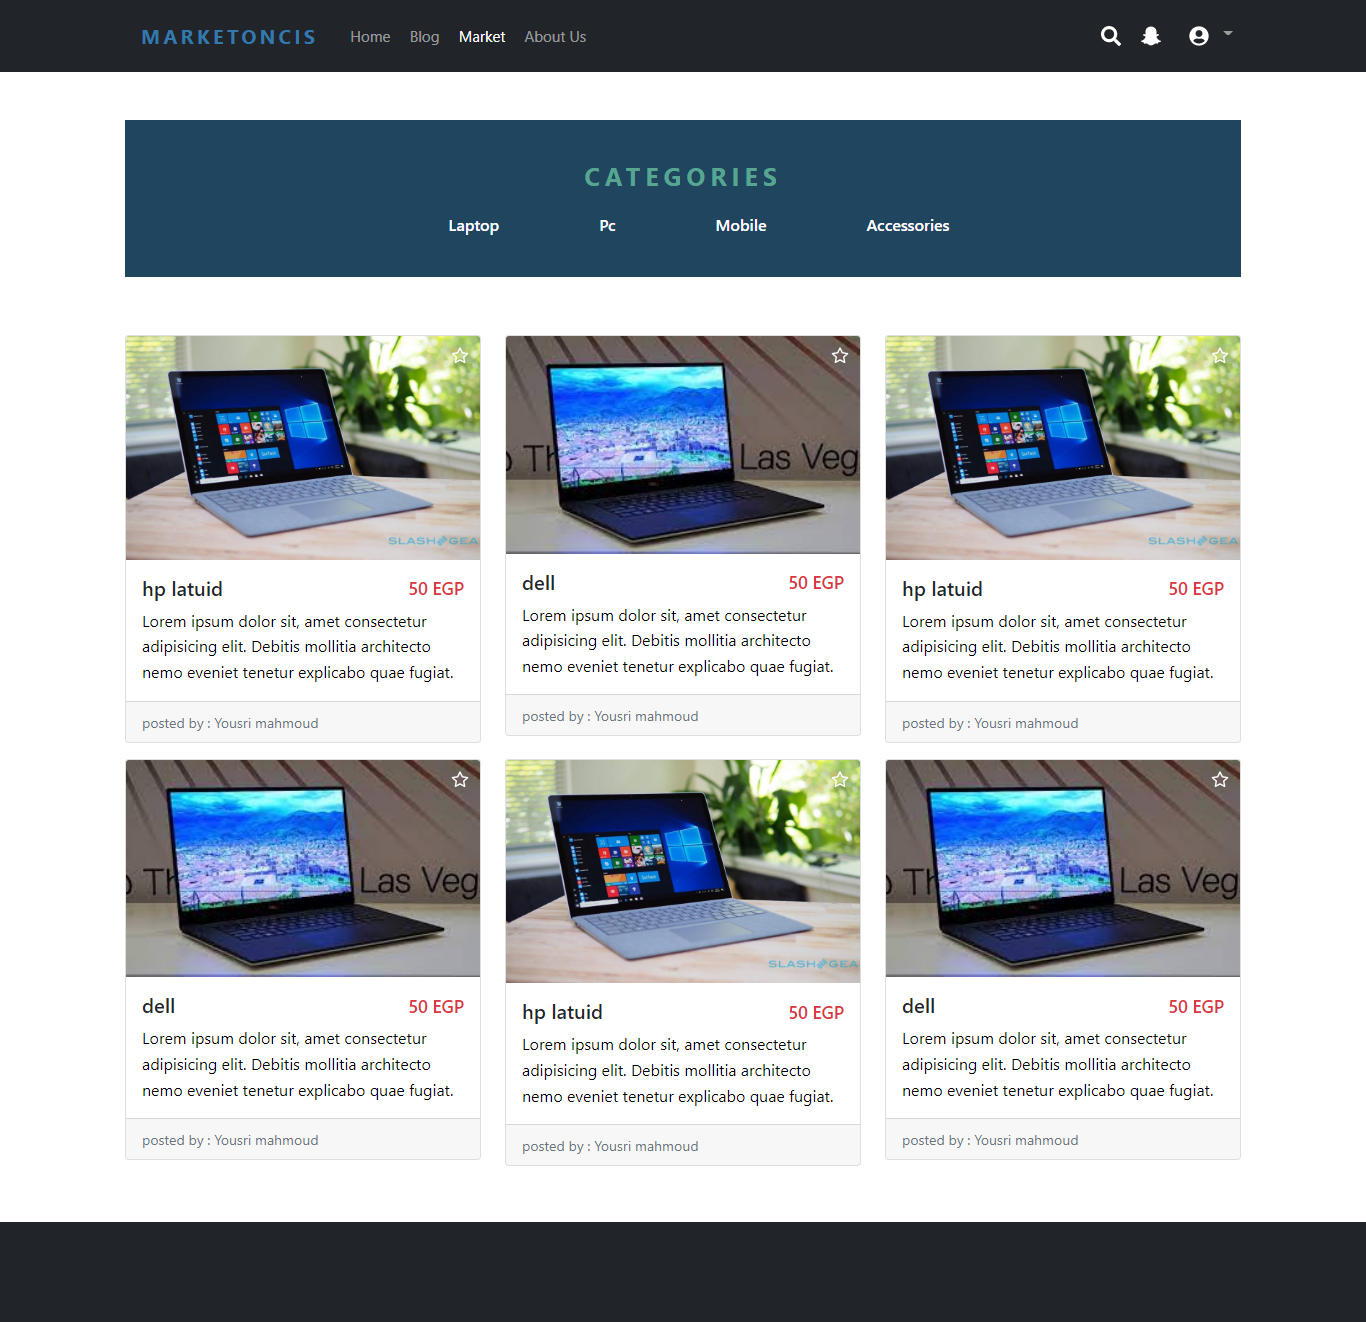 MARKETONCIS Home Blog Market About Us
CATEGORIES
Laptop Pc Mobile Accessories
SLASH GEA
Las Veg
SLASH GEA
hp latuid 50 EGP
Lorem ipsum dolor sit, amet consectetur
adipisicing elit. Debitis mollitia architecto
nemo eveniet tenetur explicabo quae fugiat.
posted by : Yousri mahmoud
dell 50 EGP
Lorem ipsum dolor sit, amet consectetur
adipisicing elit. Debitis mollitia architecto
nemo eveniet tenetur explicabo quae fugiat.
posted by : Yousri mahmoud
hp latuid 50 EGP
Lorem ipsum dolor sit, amet consectetur
adipisicing elit. Debitis mollitia architecto
nemo eveniet tenetur explicabo quae fugiat.
posted by : Yousri mahmoud
Las Veg
SLASH GEA
Las Veg
dell 50 EGP
Lorem ipsum dolor sit, amet consectetur
adipisicing elit. Debitis mollitia architecto
nemo eveniet tenetur explicabo quae fugiat.
posted by : Yousri mahmoud
hp latuid 50 EGP
Lorem ipsum dolor sit, amet consectetur
adipisicing elit. Debitis mollitia architecto
nemo eveniet tenetur explicabo quae fugiat.
posted by : Yousri mahmoud
dell 50 EGP
Lorem ipsum dolor sit, amet consectetur
adipisicing elit. Debitis mollitia architecto
nemo eveniet tenetur explicabo quae fugiat.
posted by : Yousri mahmoud